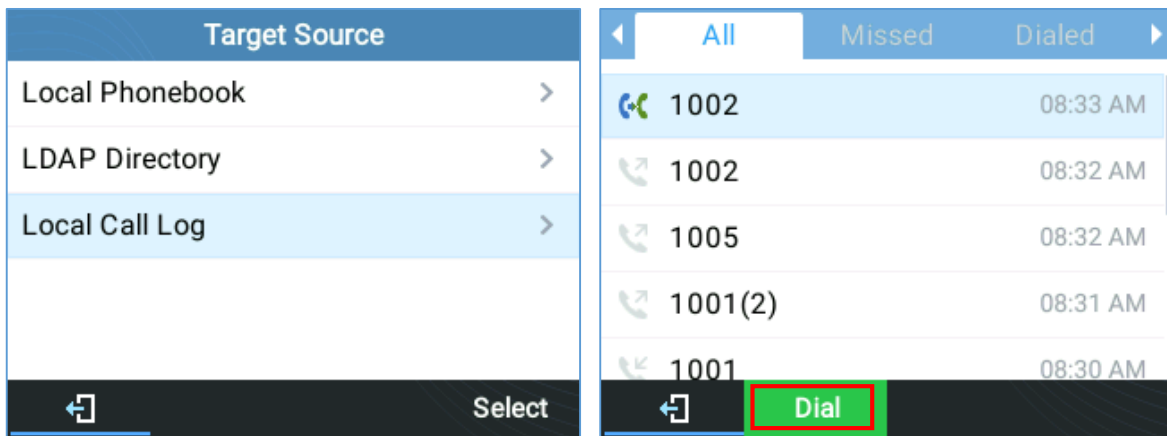 Target Source
Local Phonebook
LDAP Directory
Local Call Log
Select
All Missed Dialed
1002 08:33 AM
1002 08:32 AM
1005 08:32 AM
1001(2) 08:31 AM
1001 08:30 AM
Dial